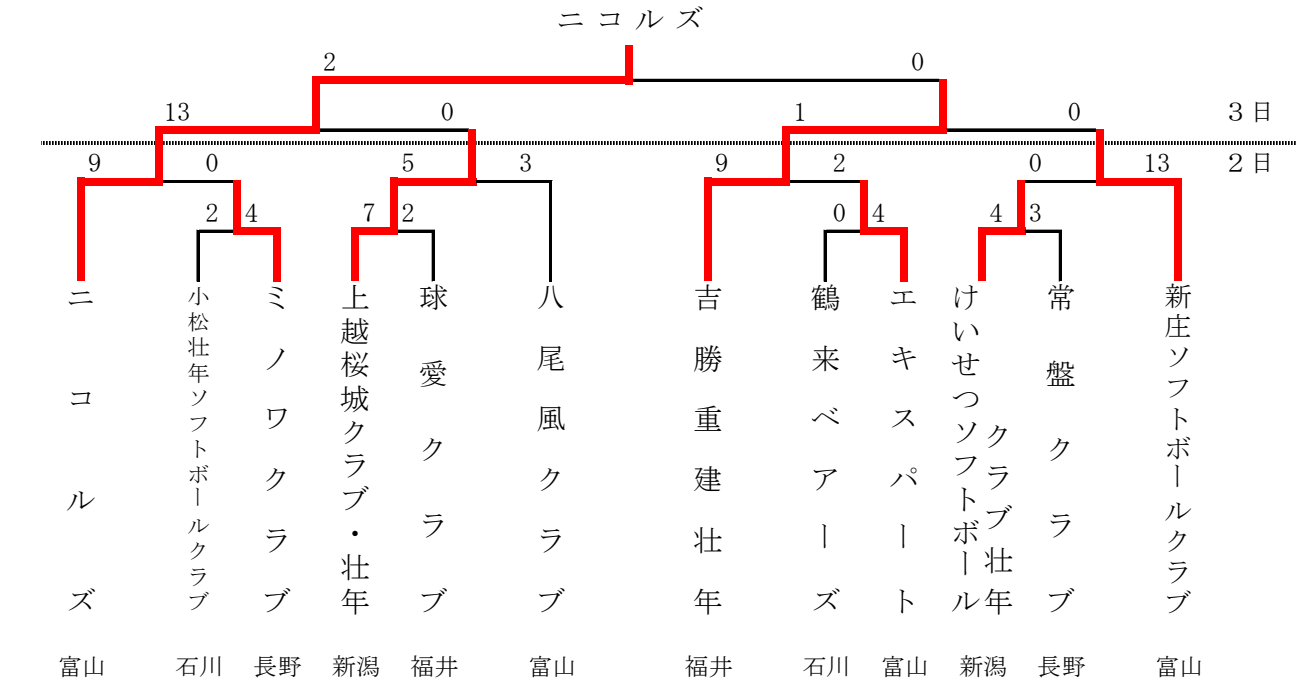 ニコルズ
2 0
13 0 1 0 3日
9 0 5 3 9 2 0 13 2日
2 4 7 2 0 4 4 3
ニコルズ
小松壮年ソフトボールクラブ
ミノワクラブ
上越桜城クラブ・壮年
球愛クラブ
八尾風クラブ
吉勝重建壮年
鶴来ベアーズ
エキスパート
けいせつソフトボール
クラブ壮年
常盤クラブ
新庄ソフトボールクラブ
富山 石川 長野 新潟 福井 富山 福井 石川 富山 新潟 長野 富山